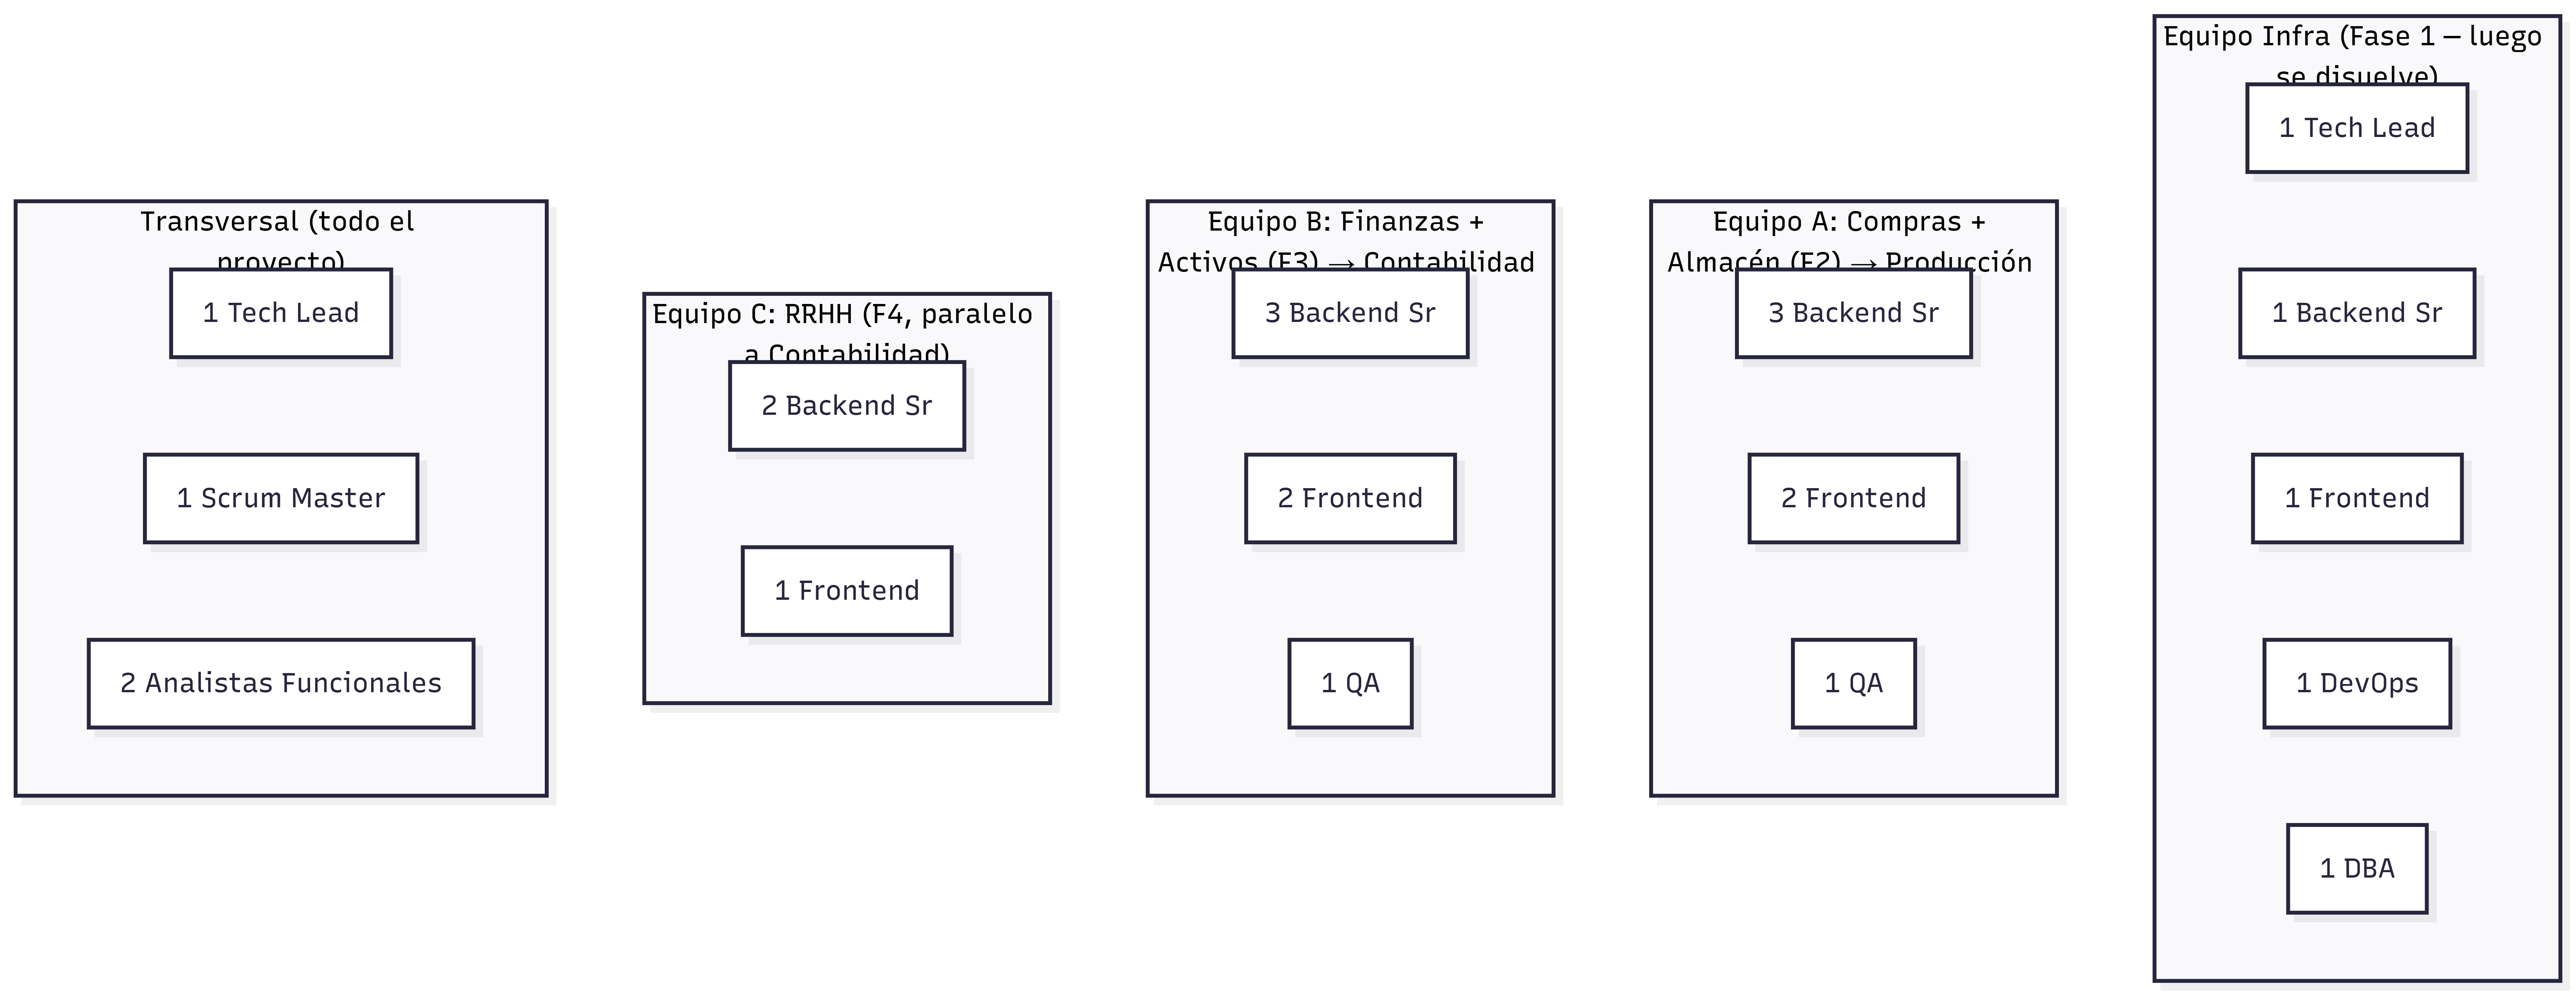 Transversal (todo el
proyecto)
1 Tech Lead
1 Scrum Master
2 Analistas Funcionales
Equipo C: RRHH (F4, paralelo
a Contabilidad)
2 Backend Sr
1 Frontend
Equipo B: Finanzas +
Activos (F3) → Contabilidad
3 Backend Sr
2 Frontend
1 QA
Equipo A: Compras +
Almacén (F2) → Producción
3 Backend Sr
2 Frontend
1 QA
Equipo Infra (Fase 1 – luego
se disuelve)
1 Tech Lead
1 Backend Sr
1 Frontend
1 DevOps
1 DBA